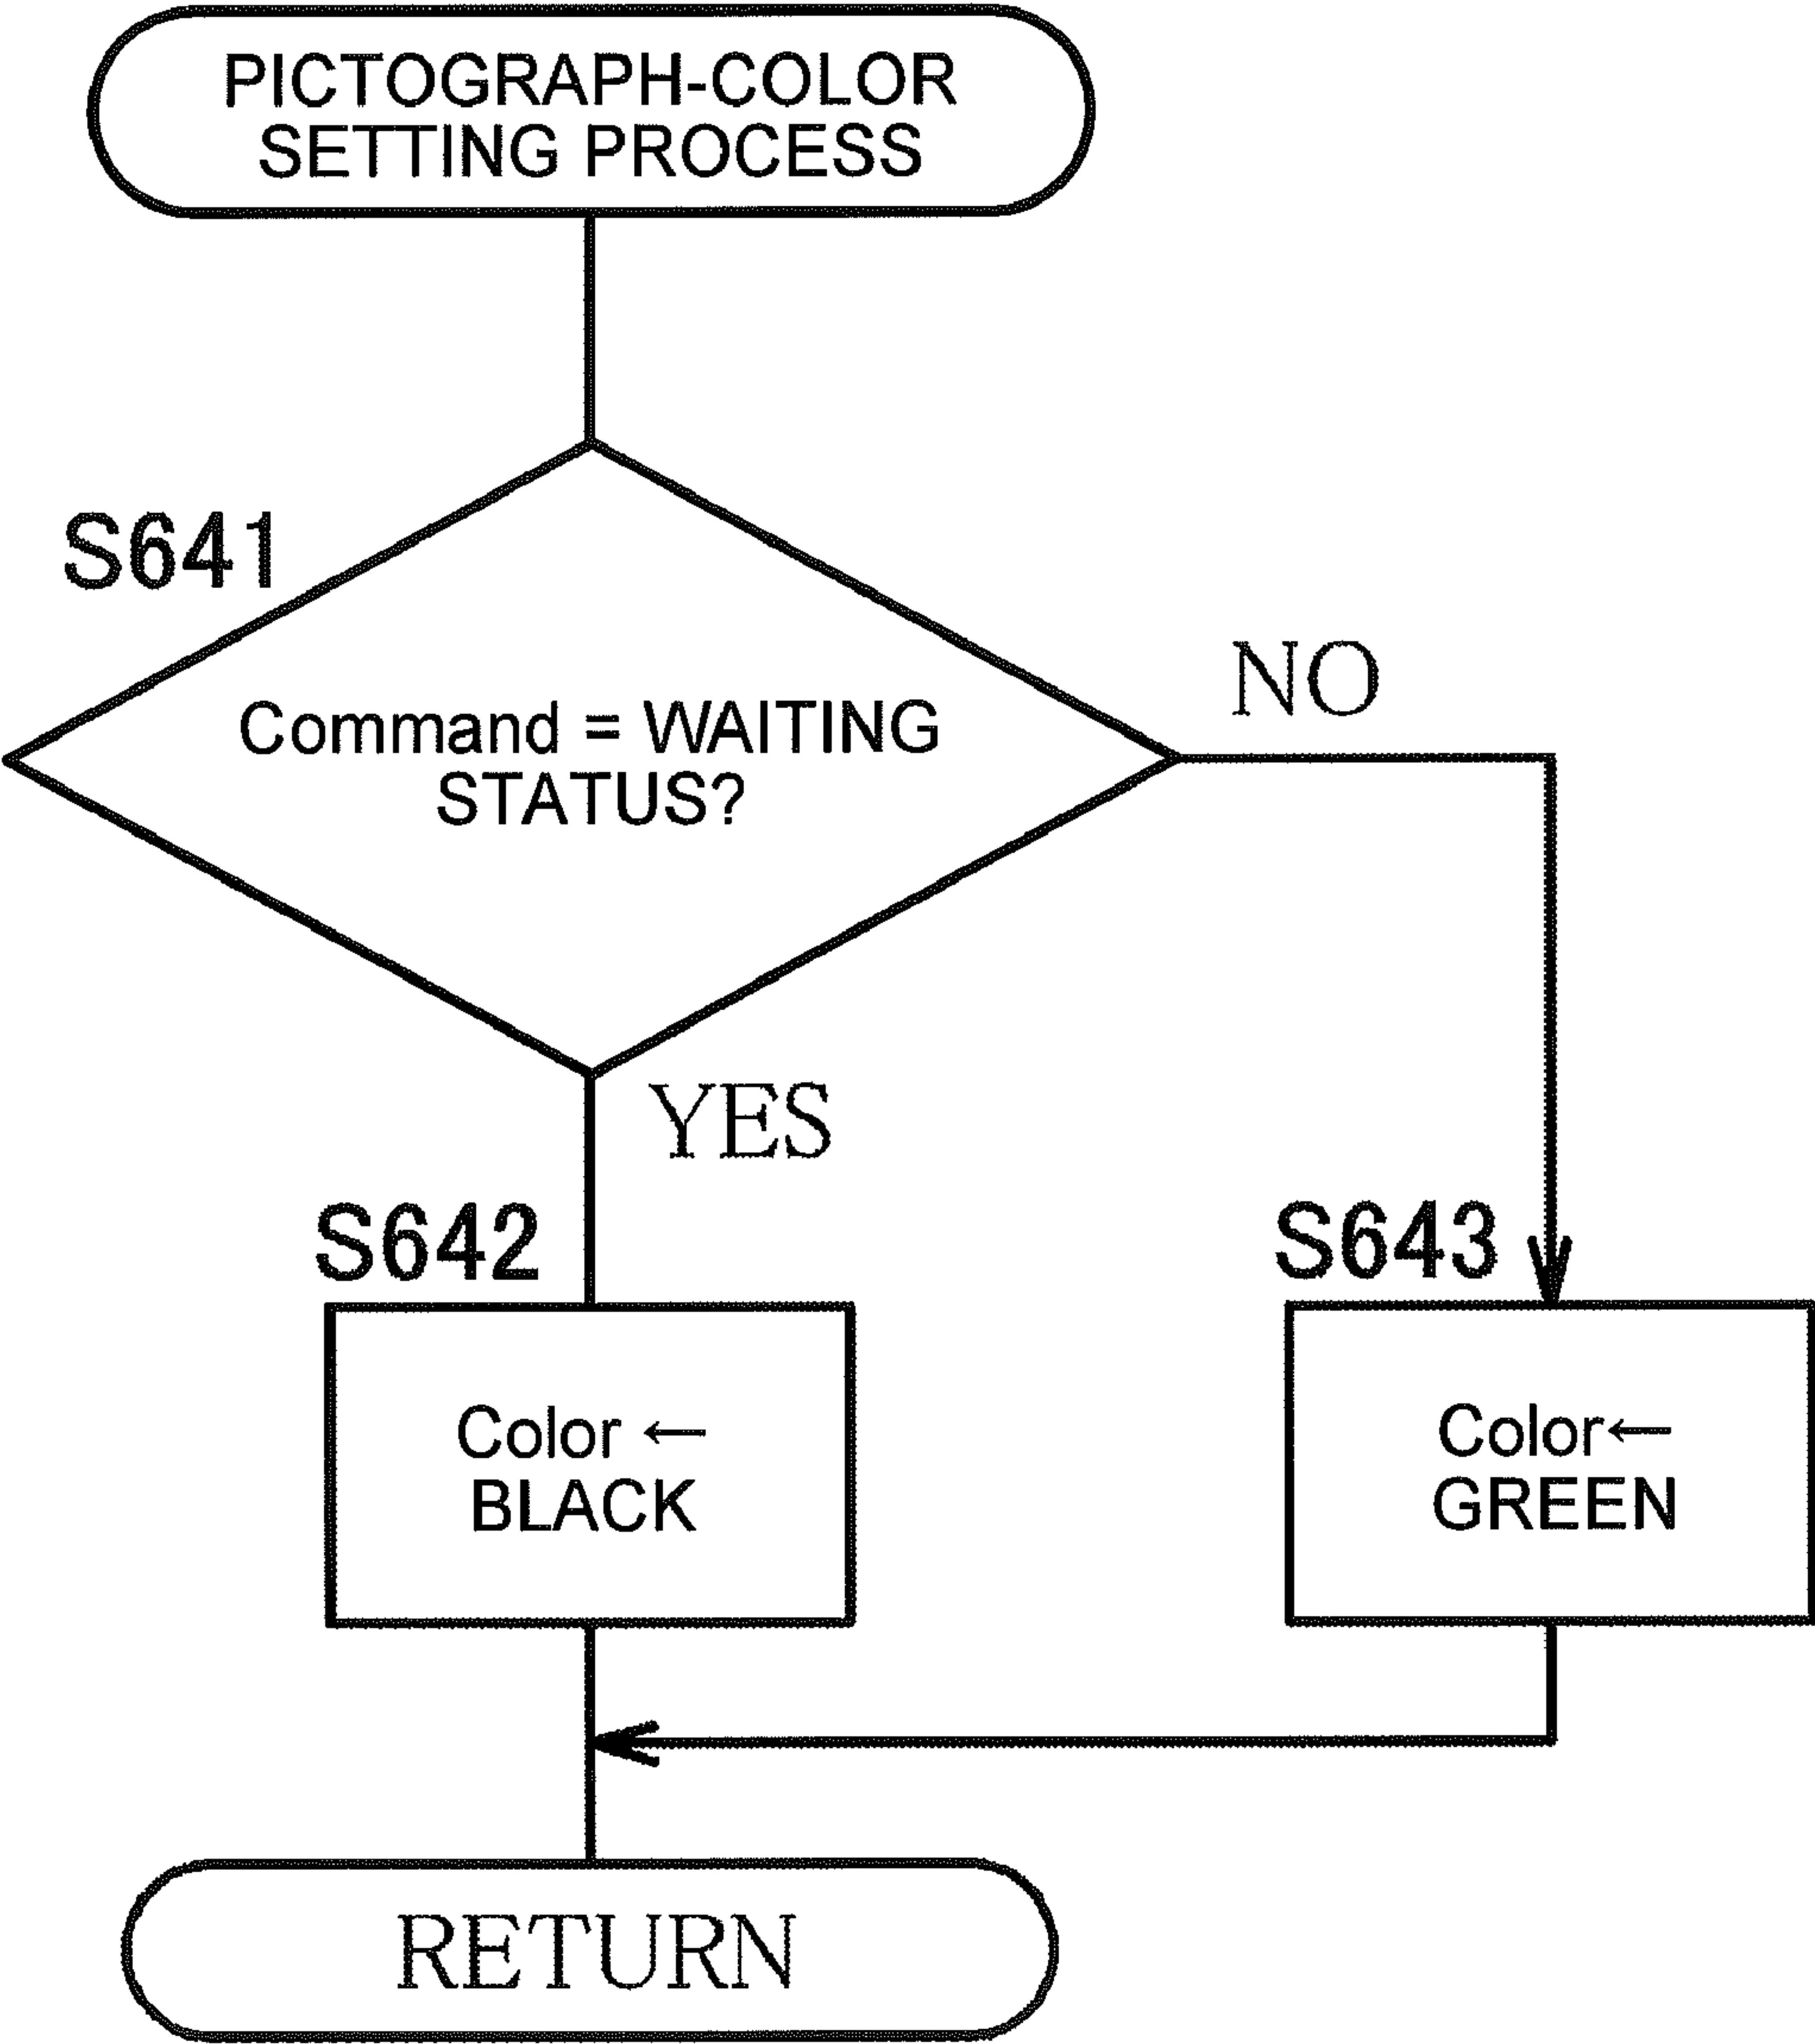 PICTOGRAPH-COLOR
SETTING PROCESS
S641
Command = WAITING
STATUS?
NO
YES
S642
Color ←
BLACK
S643
Color←
GREEN
RETURN